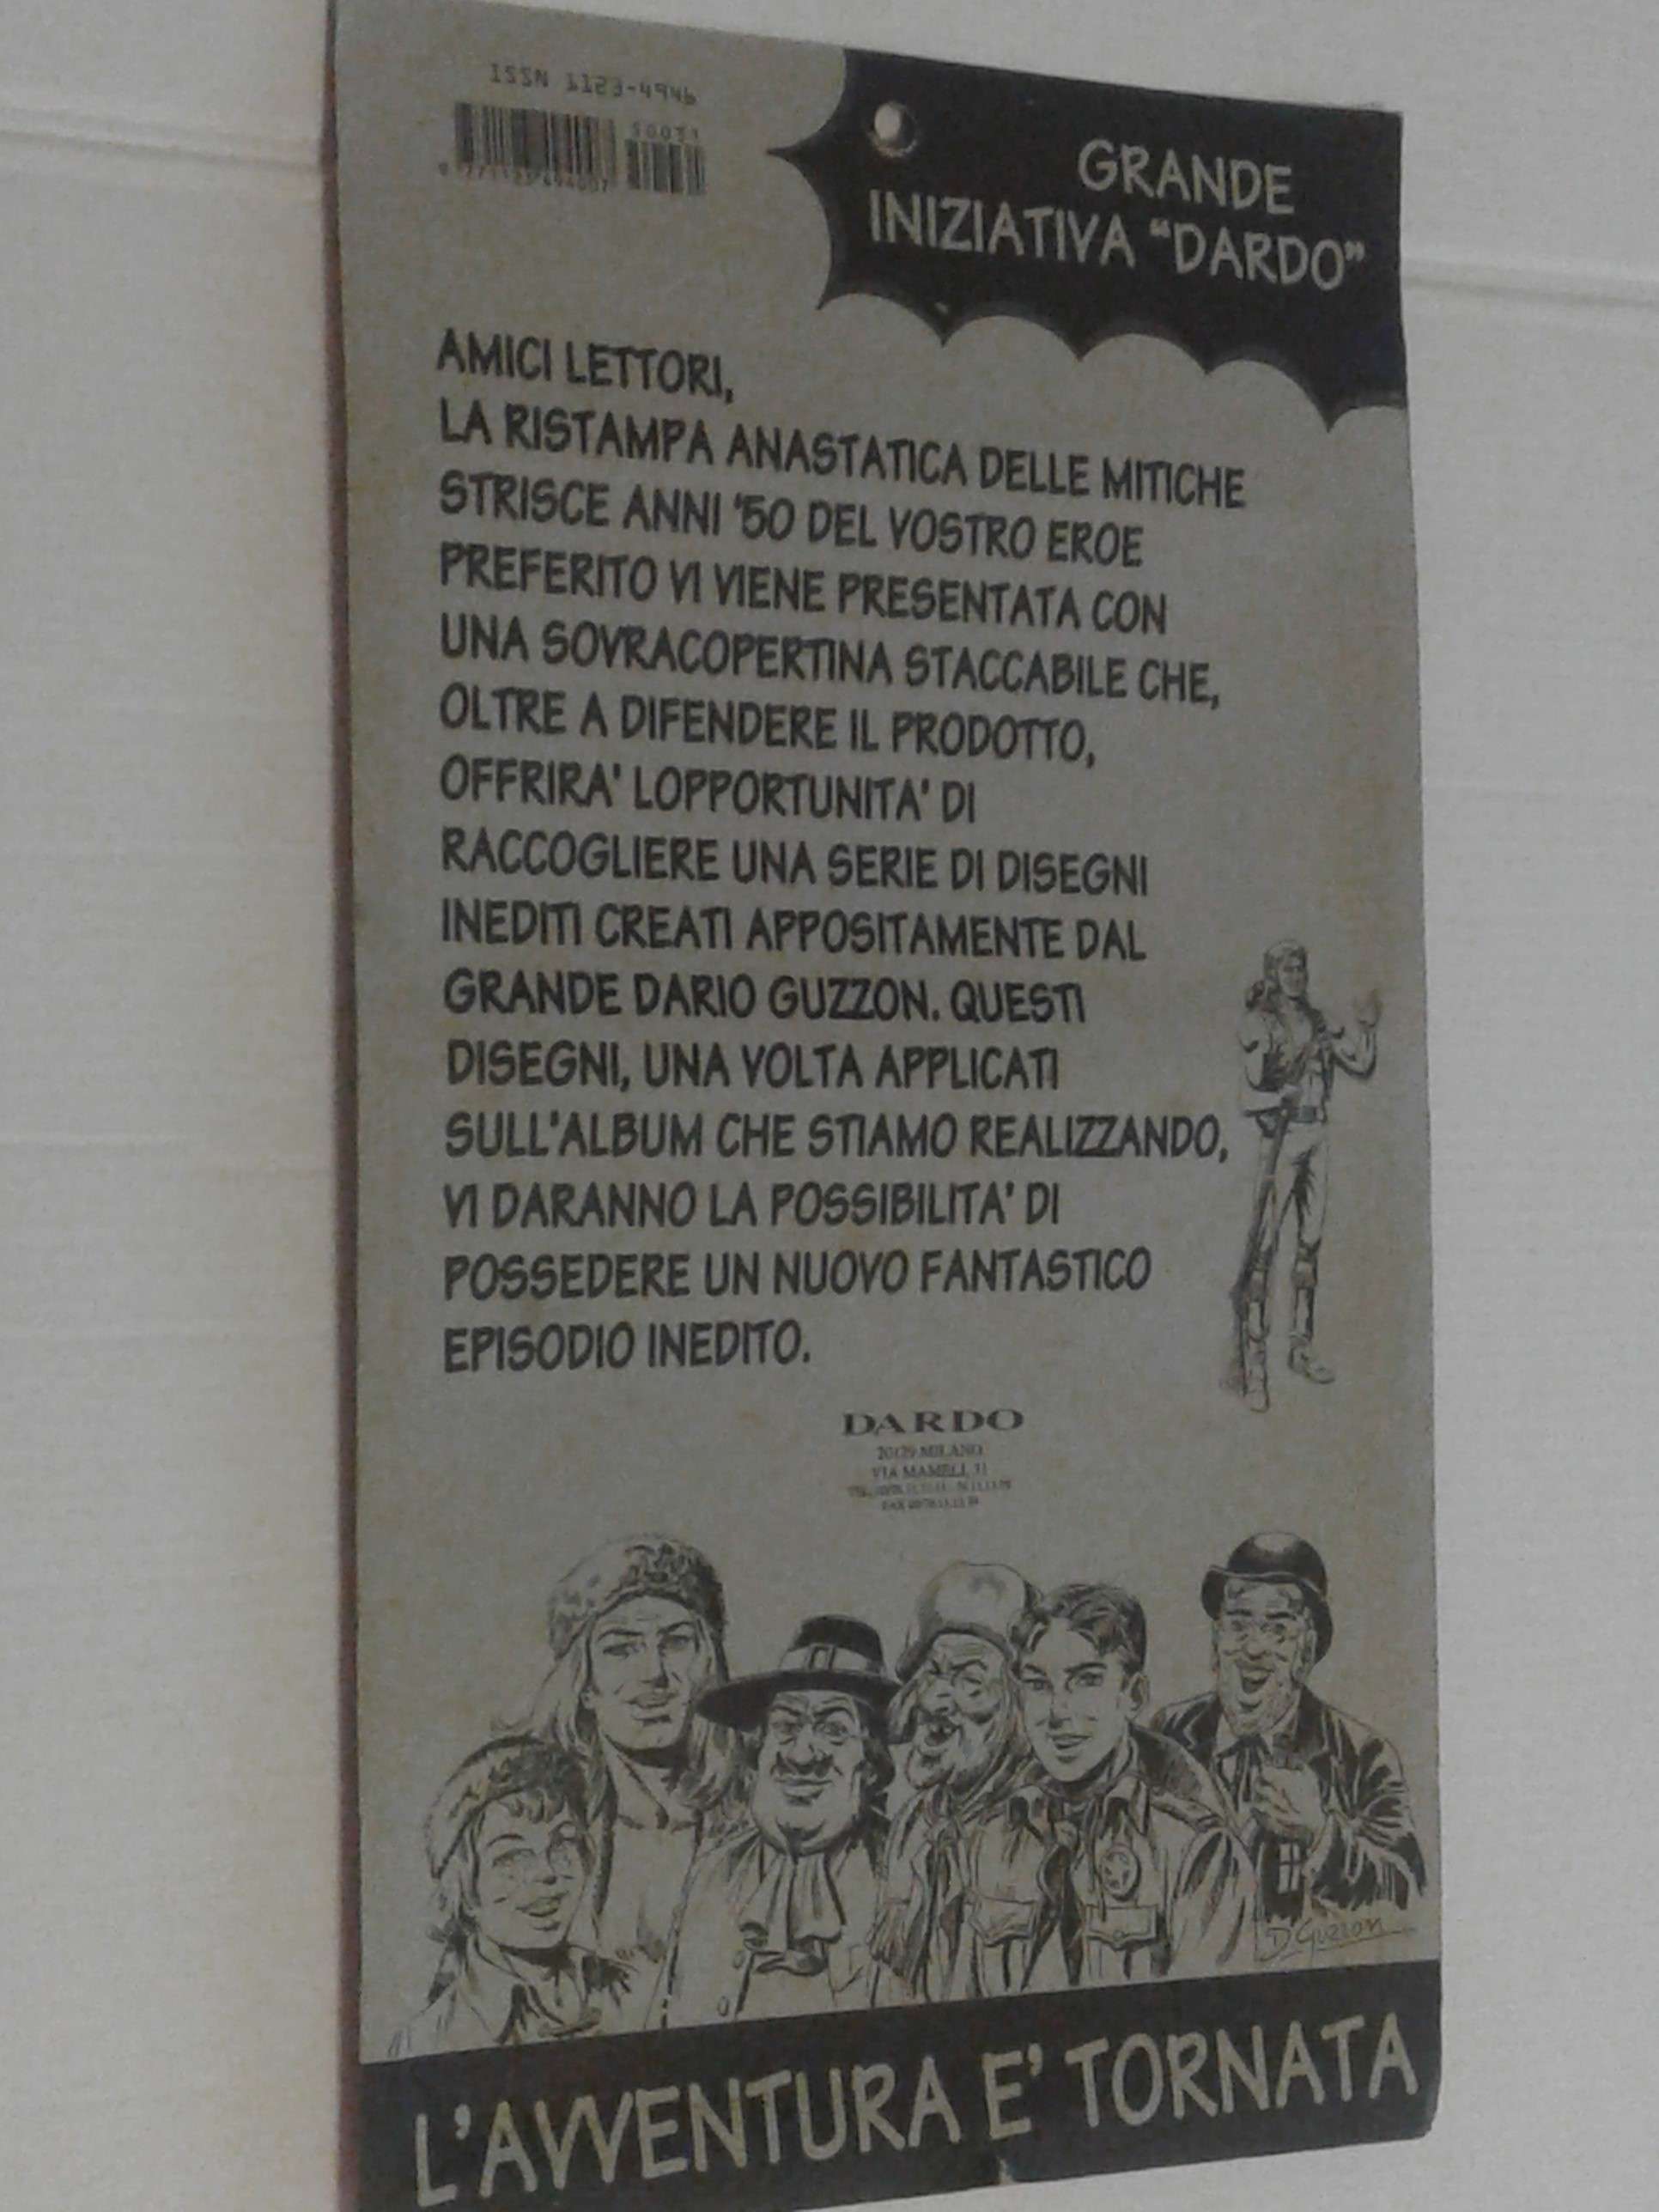 ISSN 1123-4946
50031
GRANDE
INIZIATIVA "DARDO"
AMICI LETTORI,
LA RISTAMPA ANASTATICA DELLE MITICHE
STRISCE ANNI '50 DEL VOSTRO EROE
PREFERITO VI VIENE PRESENTATA CON
UNA SOVRACOPERTINA STACCABILE CHE,
OLTRE A DIFENDERE IL PRODOTTO,
OFFRIRA' LOPPORTUNITA' DI
RACCOGLIERE UNA SERIE DI DISEGNI
INEDITI CREATI APPOSITAMENTE DAL
GRANDE DARIO GUZZON. QUESTI
DISEGNI, UNA VOLTA APPLICATI
SULL'ALBUM CHE STIAMO REALIZZANDO,
VI DARANNO LA POSSIBILITA' DI
POSSEDERE UN NUOVO FANTASTICO
EPISODIO INEDITO.
DARDO
20129 MILANO
VIA MAMELI, 31
D. Guzzon
L'AVVENTURA E' TORNATA